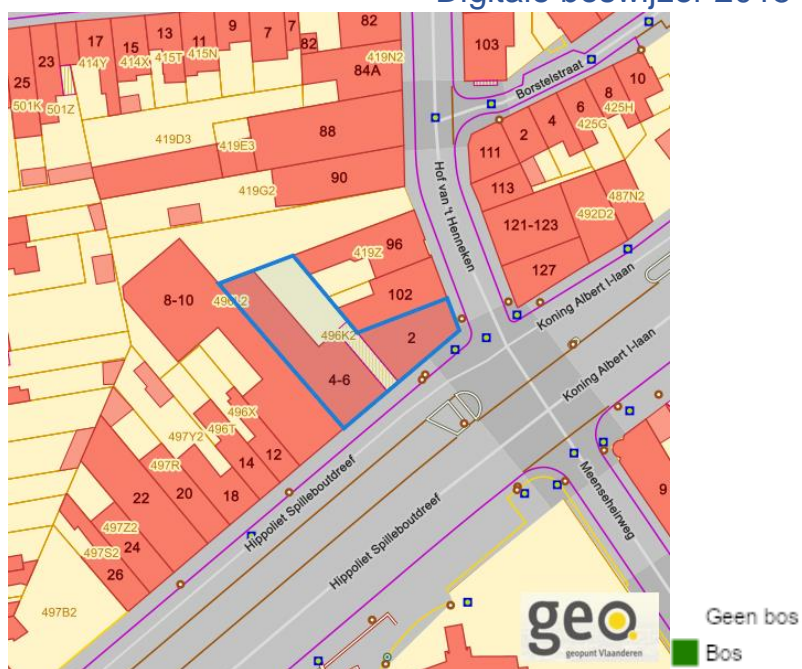 Digitale boswijzer 2015
82
17
13
9
7
7
15
11
82
103
23
414Y
414X
415T
415N
419N2
84A
25
Borstelstraat
10
501K
501Z
8
6
425H
4
425G
88
2
419D3
419E3
111
90
113
487N2
419G2
121-123
492D2
Hof van 't Henneken
96
419Z
127
8-10
496L2
102
Koning Albert I-laan
496K2
2
Koning Albert I-laan
4-6
496X
496T
497Y2
12
497R
14
Meenseheirweg
22
20
18
9
Hippoliet Spilleboutdreef
497Z2
24
497S2
26
Hippoliet Spilleboutdreef
497B2
geo
geopunt Vlaanderen
Geen bos
Bos